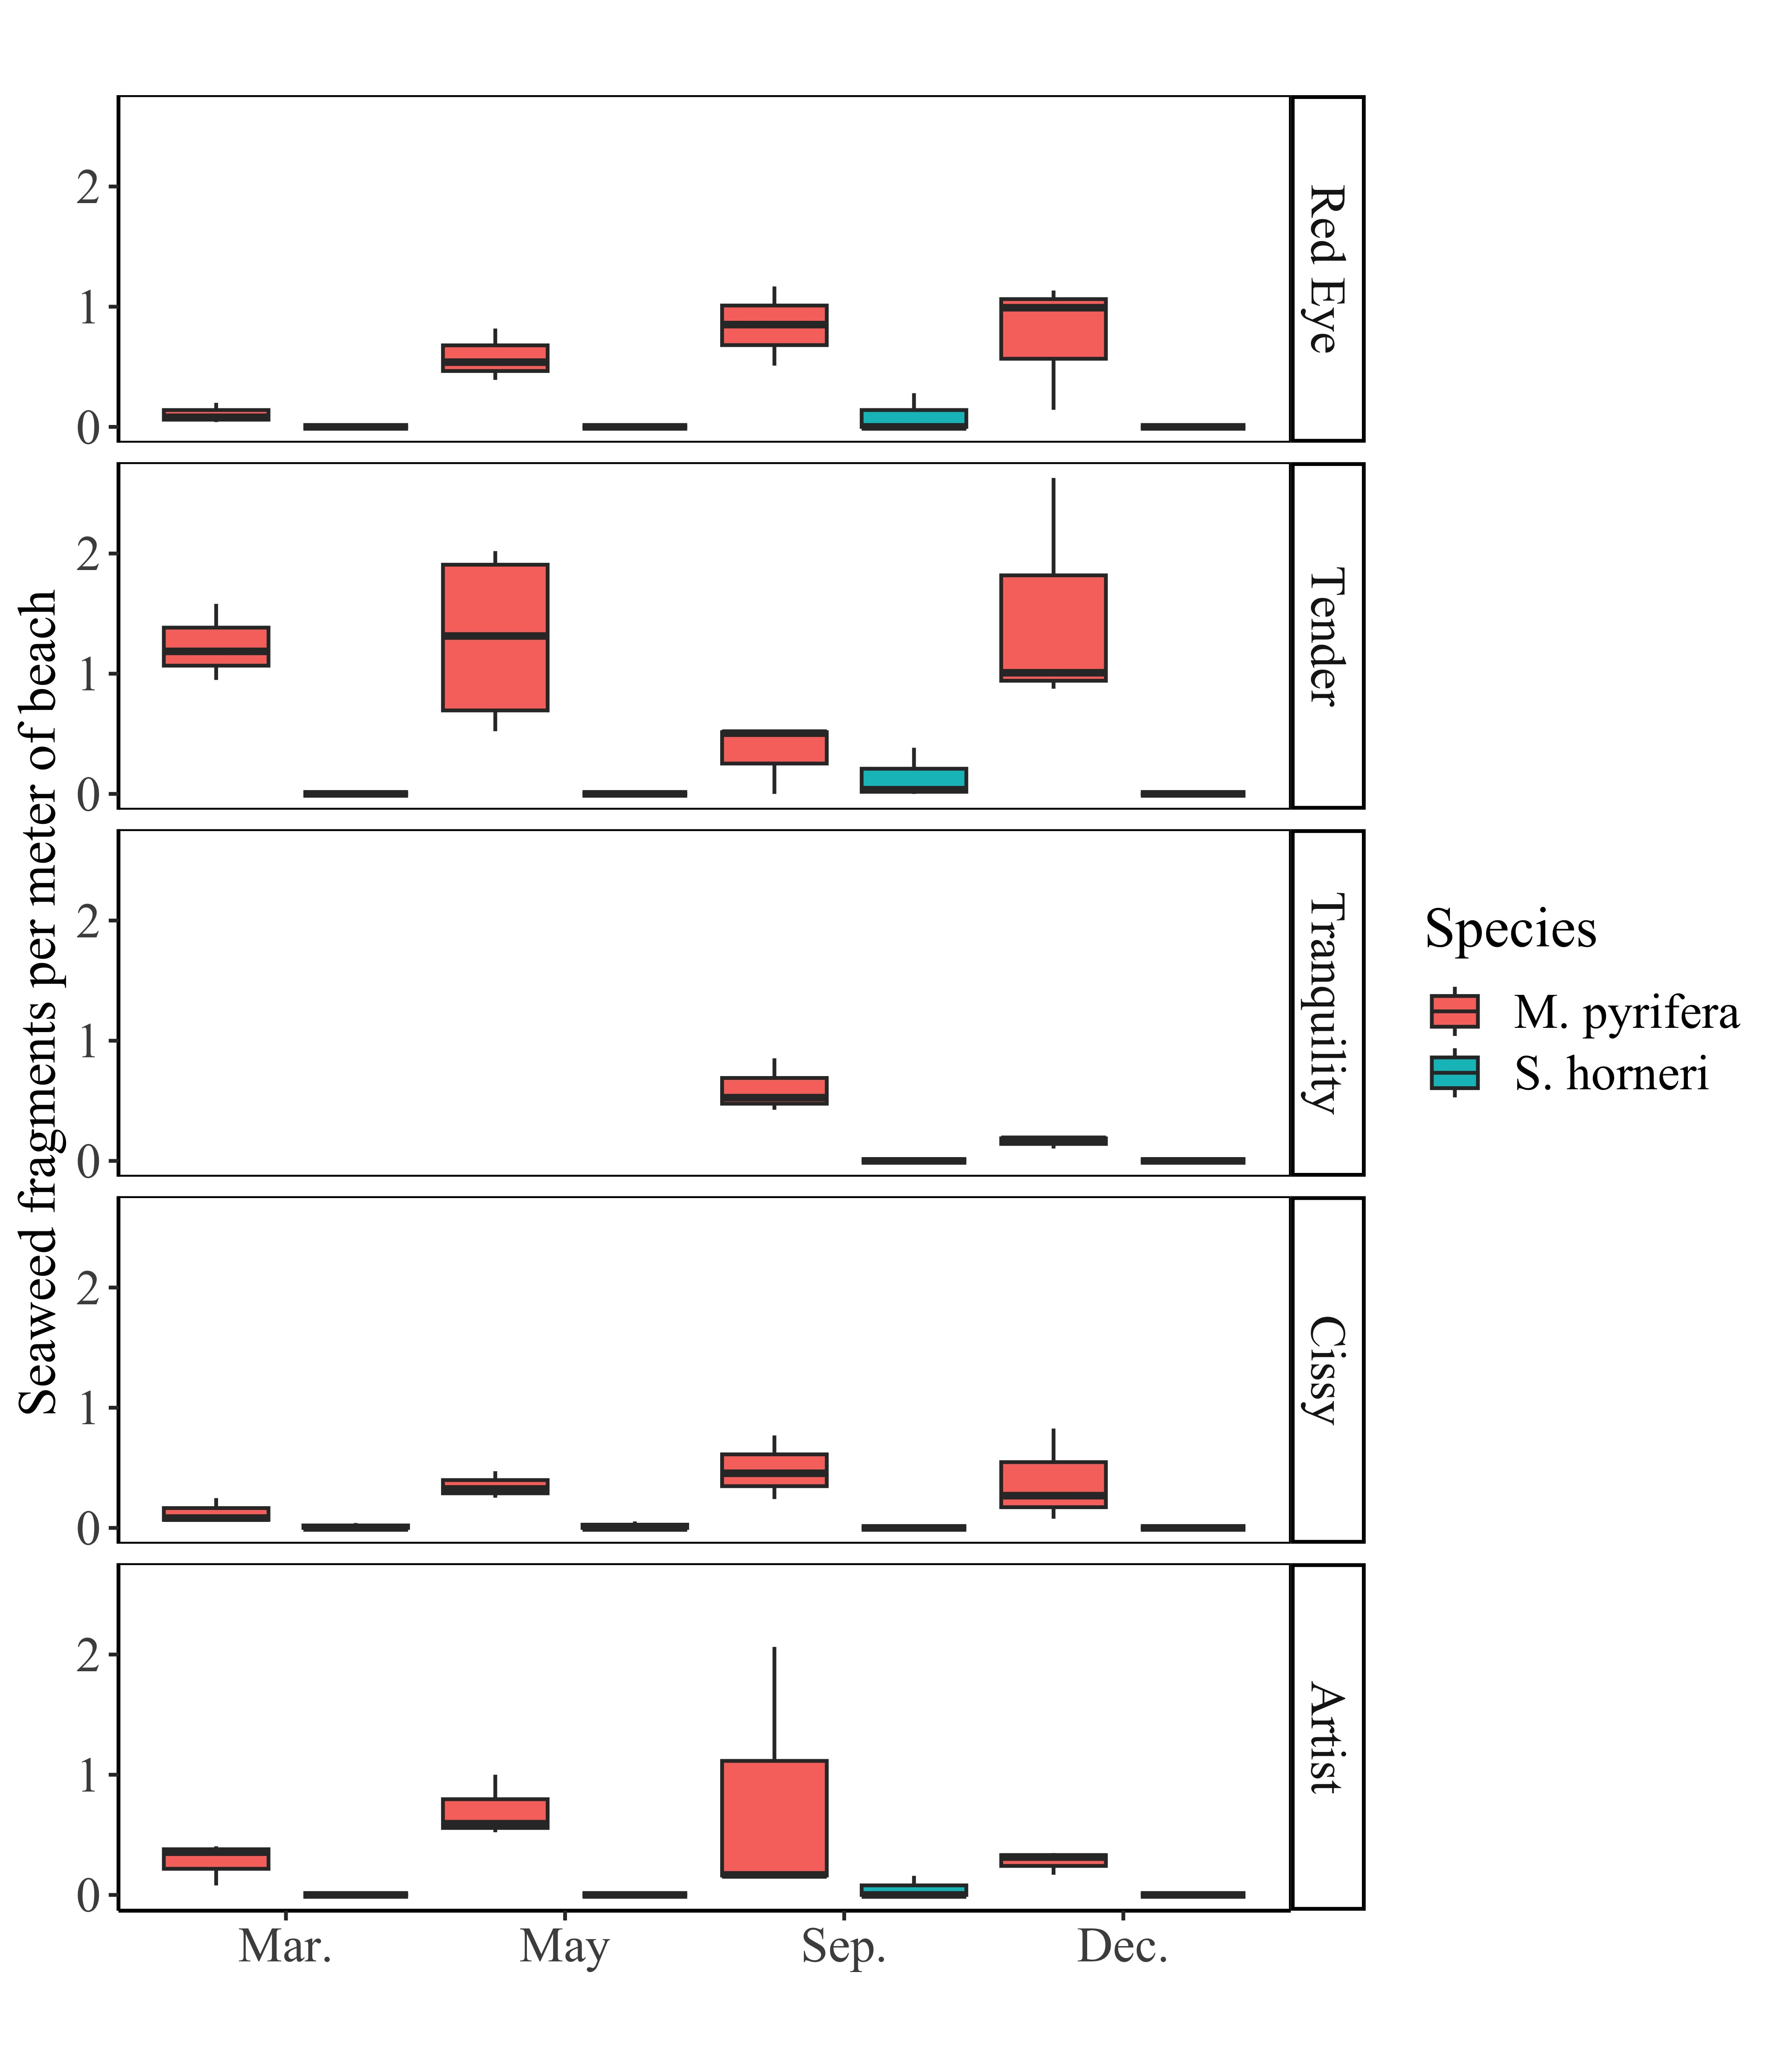 Seaweed fragments per meter of beach
2
1
0
Red Eye
2
1
0
Tender
2
1
0
Tranquility
2
1
0
Cissy
2
1
0
Artist
Mar.
May
Sep.
Dec.
Species
M. pyrifera
S. horneri